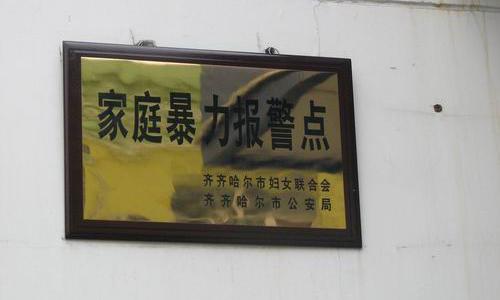 家庭暴力报警点
齐齐哈尔市妇女联合会
齐齐哈尔市公安局